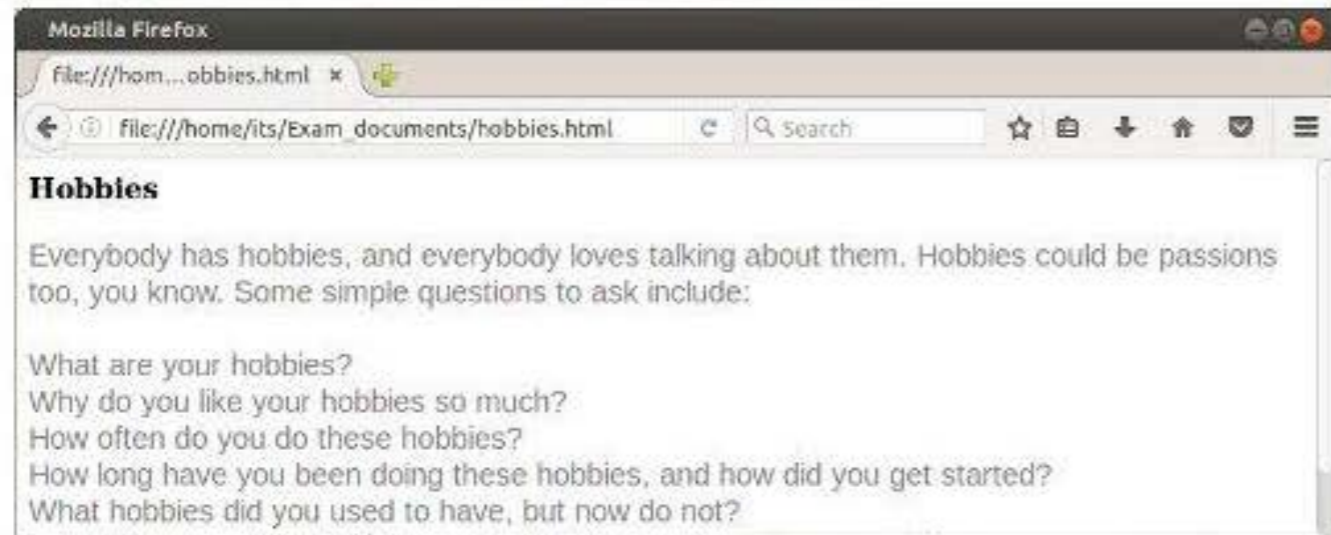 Mozilla Firefox
file:///hom...obbies.html
file:///home/its/Exam_documents/hobbies.html
Search
Hobbies
Everybody has hobbies, and everybody loves talking about them. Hobbies could be passions
too, you know. Some simple questions to ask include:
What are your hobbies?
Why do you like your hobbies so much?
How often do you do these hobbies?
How long have you been doing these hobbies, and how did you get started?
What hobbies did you used to have, but now do not?